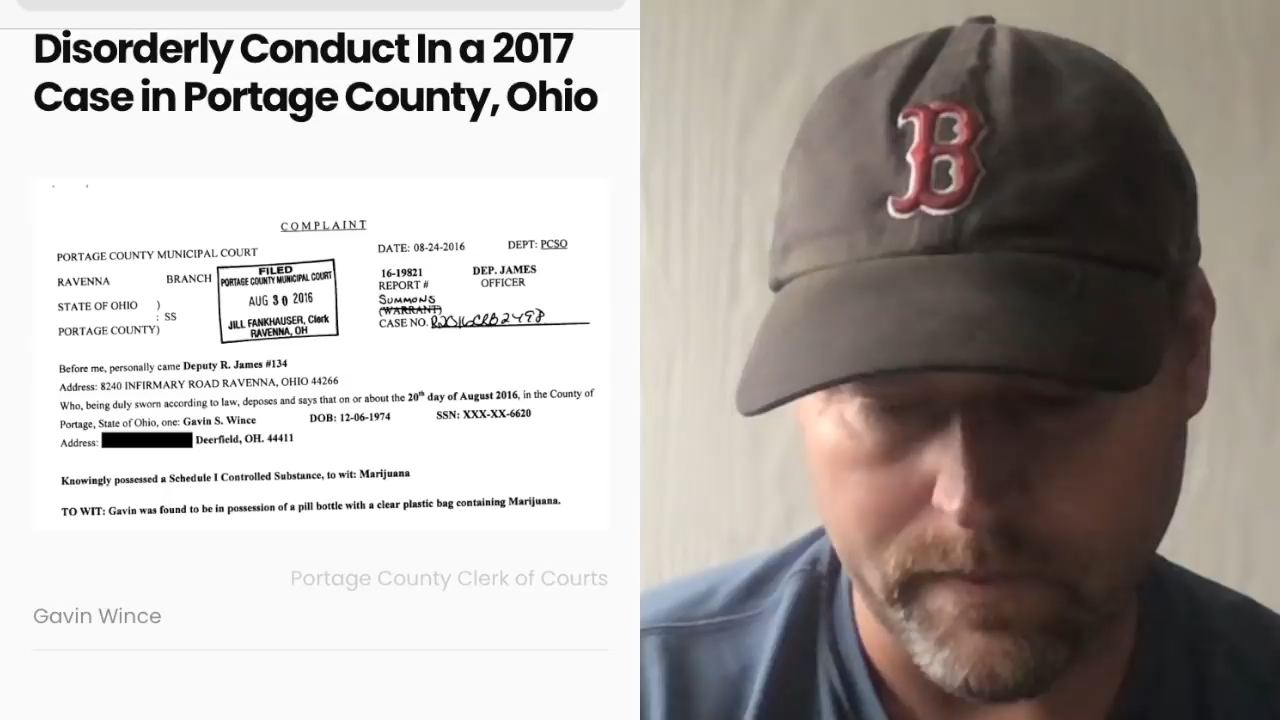 Disorderly Conduct In a 2017
Case in Portage County, Ohio
COMPLAINT
PORTAGE COUNTY MUNICIPAL COURT
DATE: 08-24-2016 DEPT: PCSO
RAVENNA BRANCH
FILED
PORTAGE COUNTY MUNICIPAL COURT
AUG 30 2016
JILL FANKHAUSER, Clerk
RAVENNA, OH
16-19821 DEP. JAMES
REPORT # OFFICER
STATE OF OHIO )
: SS
PORTAGE COUNTY)
SUMMONS
(WARRANT)
CASE NO.
Before me, personally came Deputy R. James #134
Address: 8240 INFIRMARY ROAD RAVENNA, OHIO 44266
Who, being duly sworn according to law, deposes and says that on or about the 20th day of August 2016, in the County of
Portage, State of Ohio, one: Gavin S. Wince DOB: 12-06-1974 SSN: XXX-XX-6620
Address: Deerfield, OH. 44411
Knowingly possessed a Schedule I Controlled Substance, to wit: Marijuana
TO WIT: Gavin was found to be in possession of a pill bottle with a clear plastic bag containing Marijuana.
Portage County Clerk of Courts
Gavin Wince
B